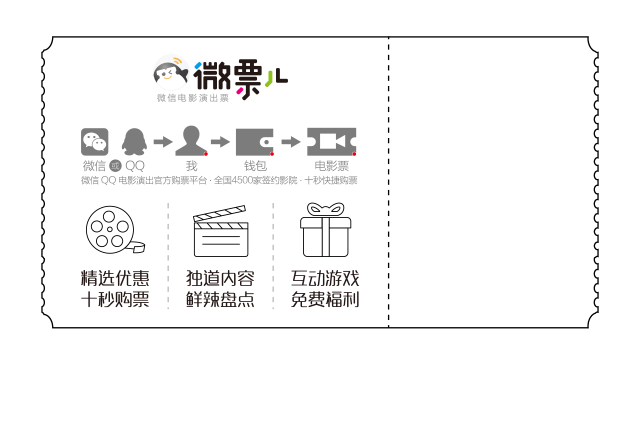 微票儿
微信电影演出票
微信 或 QQ 我 钱包 电影票
微信 QQ 电影演出官方购票平台 · 全国4500家签约影院 · 十秒快捷购票
精选优惠 独道内容 互动游戏
十秒购票 鲜辣盘点 免费福利